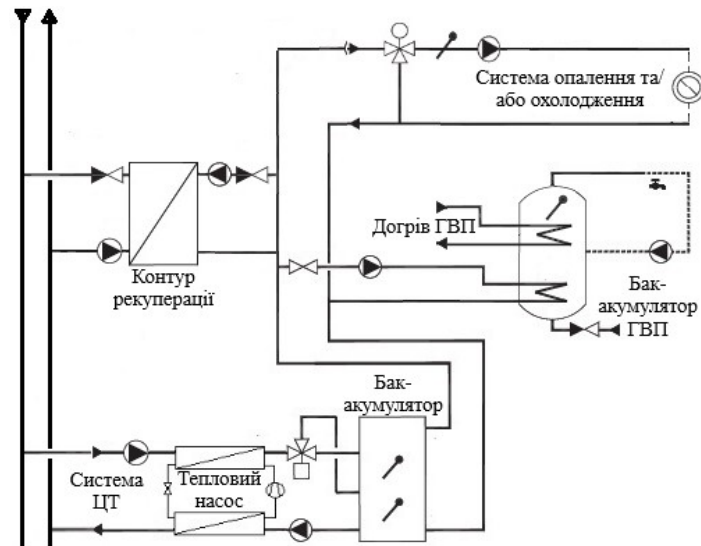 Система опалення та/
або охолодження
Догрів ГВП
Контур
рекуперації
Бак-
акумулятор
ГВП
Бак-
акумулятор
Система
ЦТ
Тепловий
насос